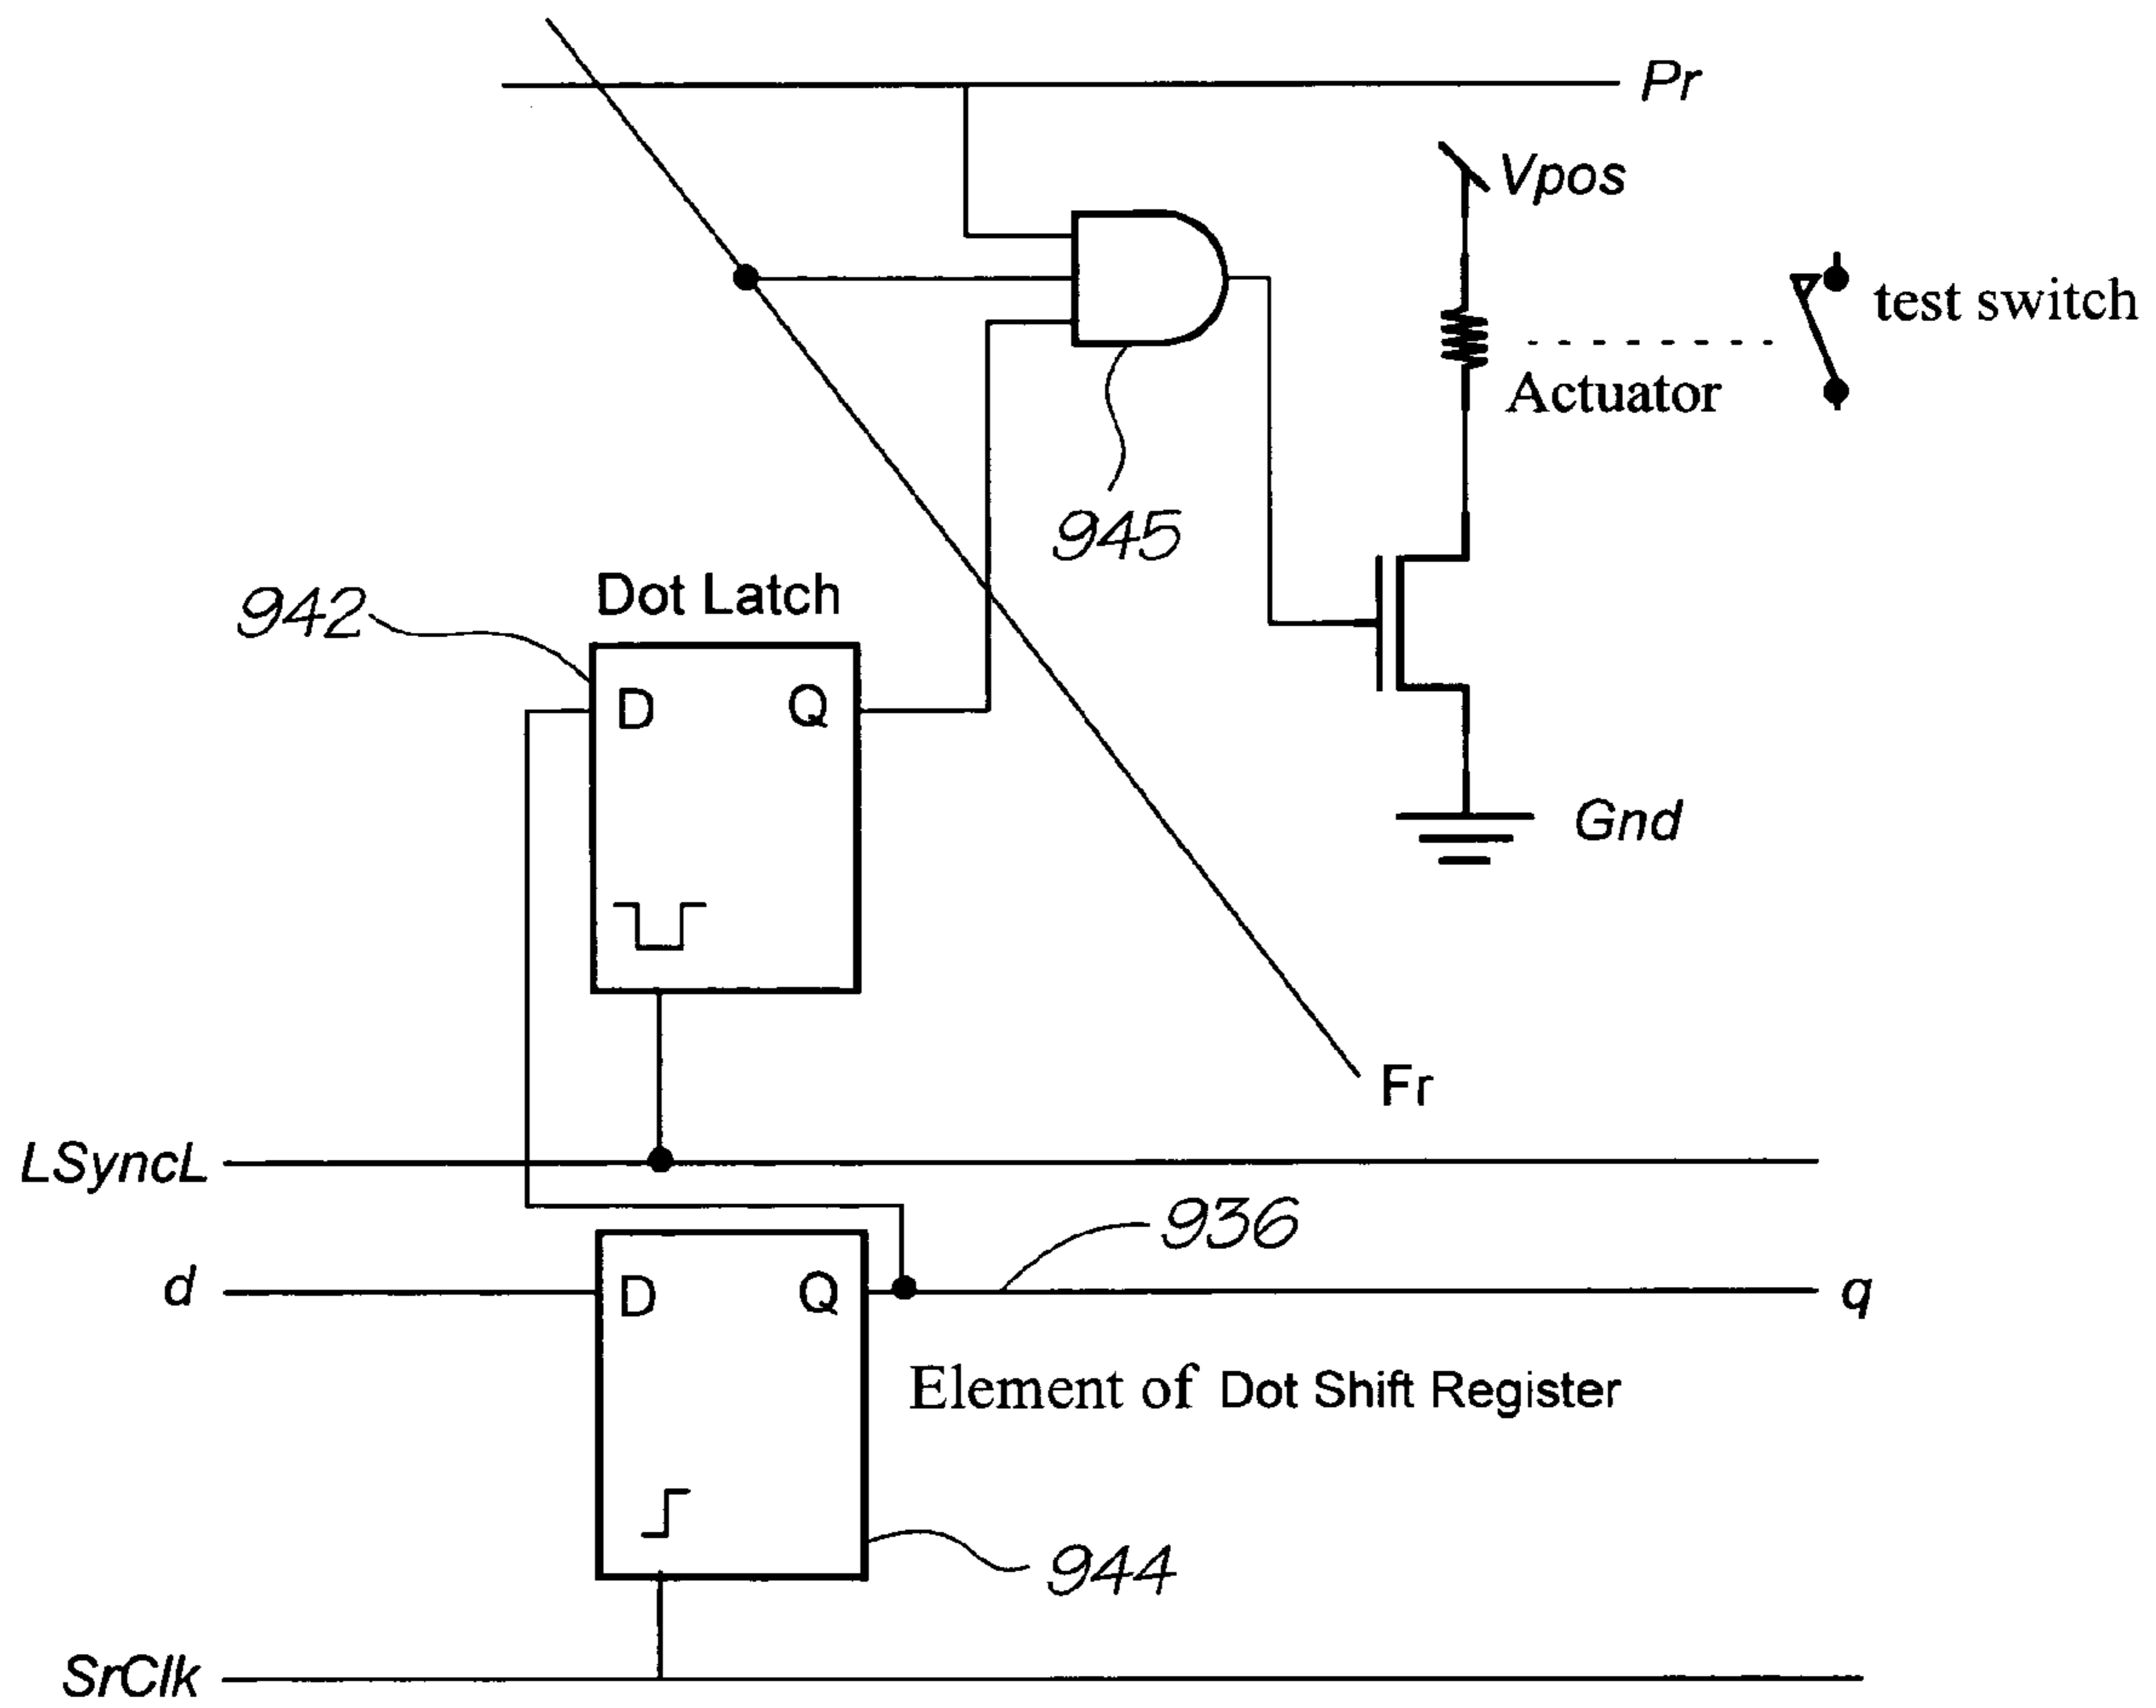 Pr
Vpos
test switch
Actuator
945
942
Dot Latch
D Q
Gnd
Fr
LSyncL
936
d
D Q
q
Element of Dot Shift Register
944
SrClk